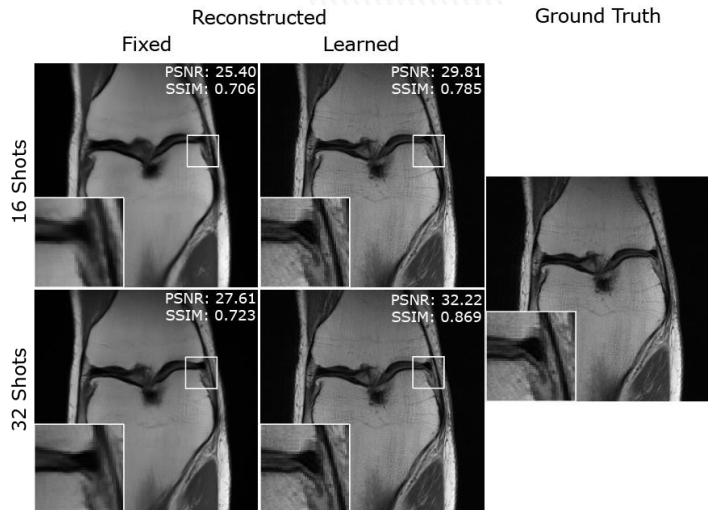 Reconstructed
Ground Truth
Fixed
Learned
16 Shots
PSNR: 25.40
SSIM: 0.706
PSNR: 29.81
SSIM: 0.785
32 Shots
PSNR: 27.61
SSIM: 0.723
PSNR: 32.22
SSIM: 0.869